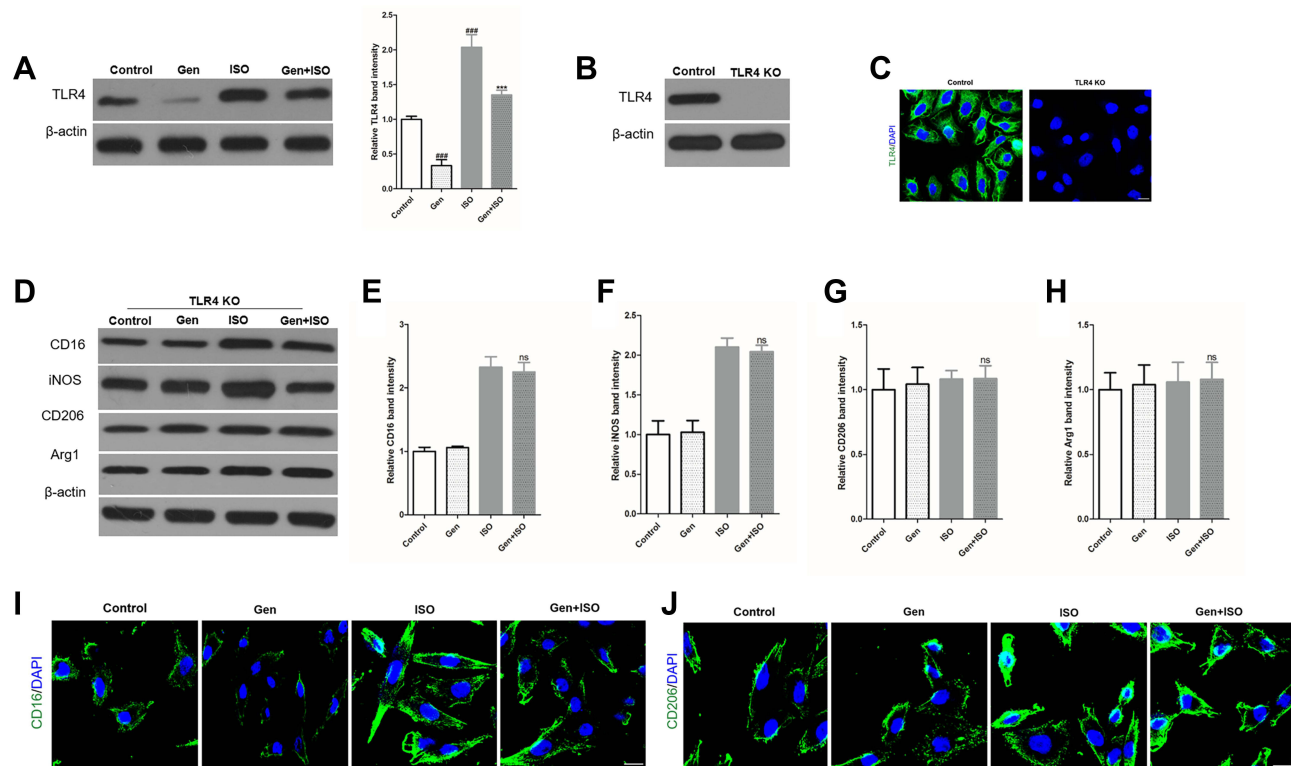 A
Control Gen ISO Gen+ISO
TLR4
β-actin
Relative TLR4 band intensity
2.5
2.0
1.5
1.0
0.5
0.0
###
###
***
Control
Gen
ISO
Gen+ISO
B
Control TLR4 KO
TLR4
β-actin
C
Control
TLR4 KO
TLR4/DAPI
D
TLR4 KO
Control Gen ISO Gen+ISO
CD16
iNOS
CD206
Arg1
β-actin
E
Relative CD16 band intensity
3
2
1
0
ns
Control
Gen
ISO
Gen+ISO
F
Relative iNOS band intensity
2.5
2.0
1.5
1.0
0.5
0.0
ns
Control
Gen
ISO
Gen+ISO
G
Relative CD206 band intensity
1.5
1.0
0.5
0.0
ns
Control
Gen
ISO
Gen+ISO
H
Relative Arg1 band intensity
1.5
1.0
0.5
0.0
ns
Control
Gen
ISO
Gen+ISO
I
Control
Gen
ISO
Gen+ISO
CD16/DAPI
J
Control
Gen
ISO
Gen+ISO
CD206/DAPI